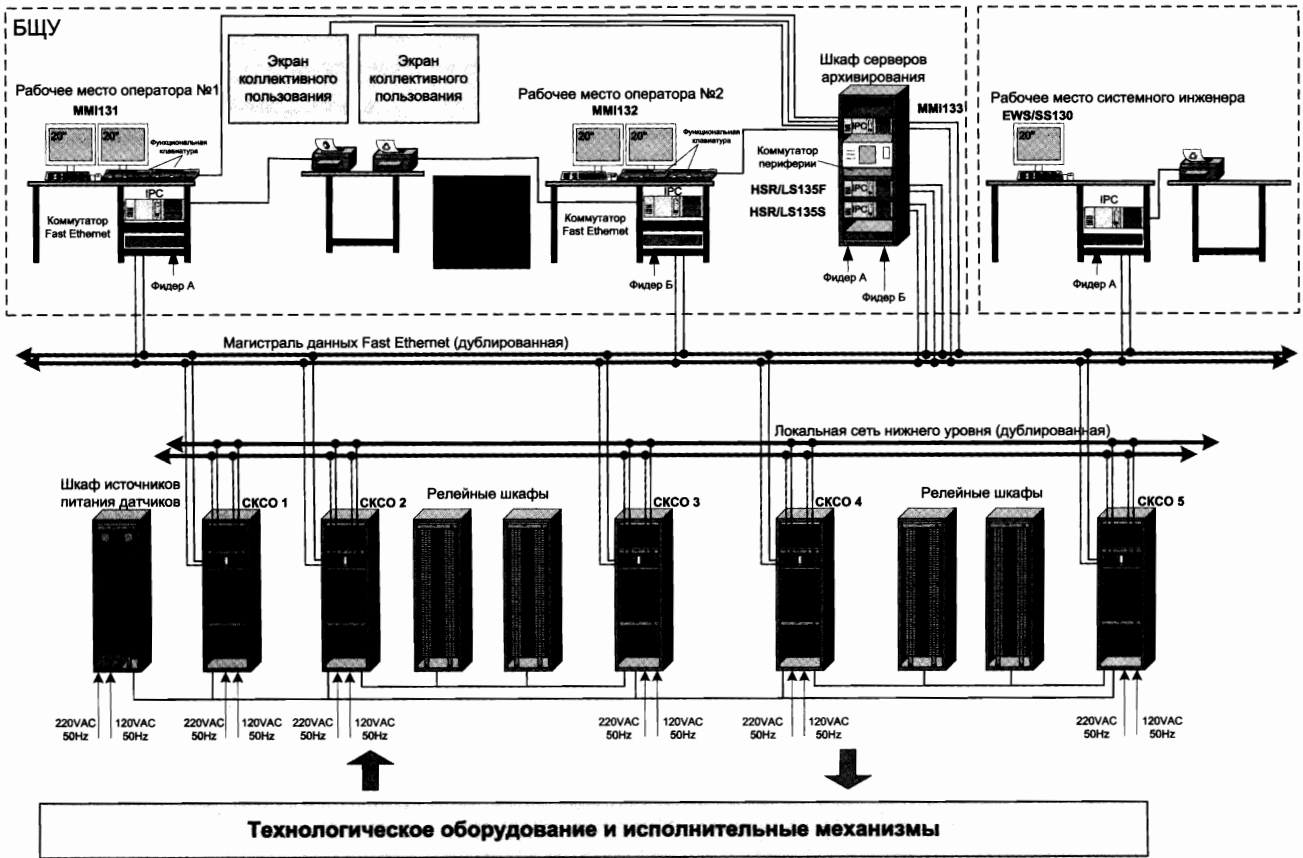 БЩУ
Экран
коллективного
пользования
Экран
коллективного
пользования
Шкаф серверов
архивирования
Рабочее место оператора №1
MMI131
20"
20"
Функциональная
клавиатура
IPC
Коммутатор
Fast Ethernet
Фидер А
Рабочее место оператора №2
MMI132
20"
20"
Функциональная
клавиатура
IPC
Коммутатор
Fast Ethernet
Фидер Б
MMI133
IPC
Коммутатор
периферии
HSR/LS135F
IPC
HSR/LS135S
IPC
Фидер А
Фидер Б
Рабочее место системного инженера
EWS/SS130
20"
IPC
Фидер А
Магистраль данных Fast Ethernet (дублированная)
Локальная сеть нижнего уровня (дублированная)
Шкаф источников
питания датчиков
СКСО 1
СКСО 2
Релейные шкафы
СКСО 3
СКСО 4
Релейные шкафы
СКСО 5
220VAC
50Hz
120VAC
50Hz
220VAC
50Hz
120VAC
50Hz
220VAC
50Hz
120VAC
50Hz
220VAC
50Hz
120VAC
50Hz
220VAC
50Hz
120VAC
50Hz
220VAC
50Hz
120VAC
50Hz
Технологическое оборудование и исполнительные механизмы